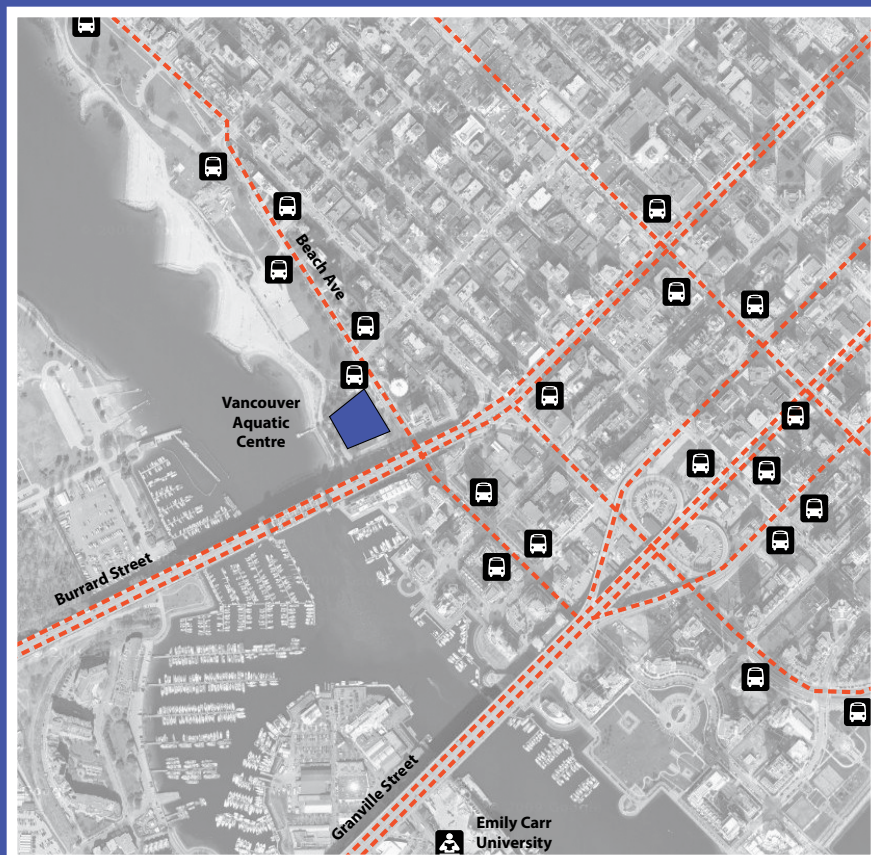 Beach Ave
Vancouver
Aquatic
Centre
Burrard Street
Granville Street
Emily Carr
University